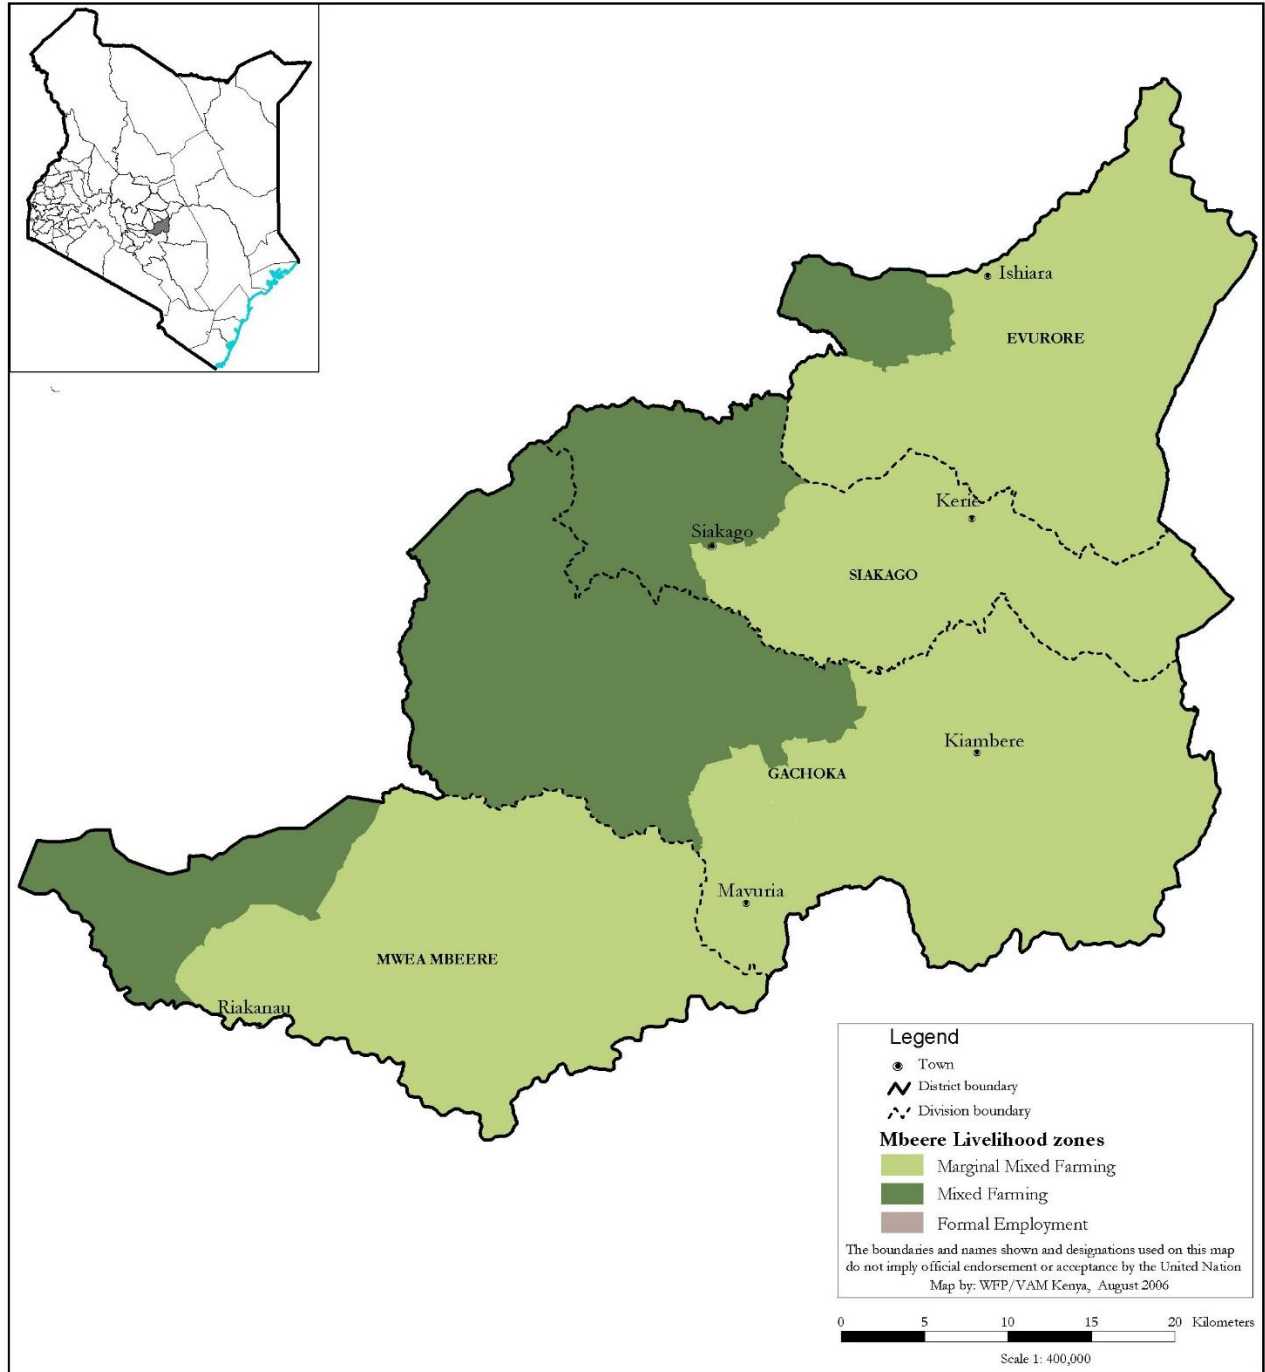 Ishiara
EVURORE
Kerie
Siakago
SIAKAGO
Kiambere
GACHOKA
Mavuria
MWEA MBEERE
Riakanau
Legend
Town
District boundary
Division boundary
Mbeere Livelihood zones
Marginal Mixed Farming
Mixed Farming
Formal Employment
The boundaries and names shown and designations used on this map
do not imply official endorsement or acceptance by the United Nation
Map by: WFP/VAM Kenya, August 2006
0 5 10 15 20 Kilometers
Scale 1: 400,000